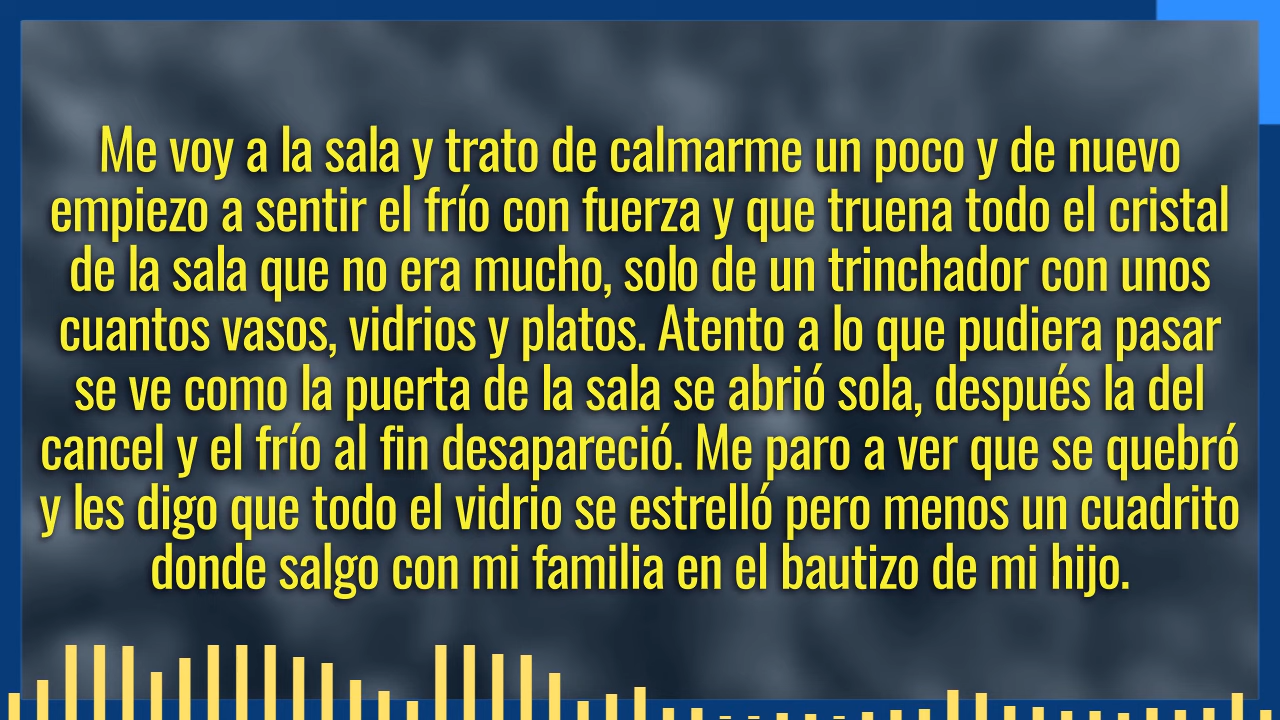 Me voy a la sala y trato de calmarme un poco y de nuevo
empiezo a sentir el frío con fuerza y que truena todo el cristal
de la sala que no era mucho, solo de un trinchador con unos
cuantos vasos, vidrios y platos. Atento a lo que pudiera pasar
se ve como la puerta de la sala se abrió sola, después la del
cancel y el frío al fin desapareció. Me paro a ver que se quebró
y les digo que todo el vidrio se estrelló pero menos un cuadrito
donde salgo con mi familia en el bautizo de mi hijo.